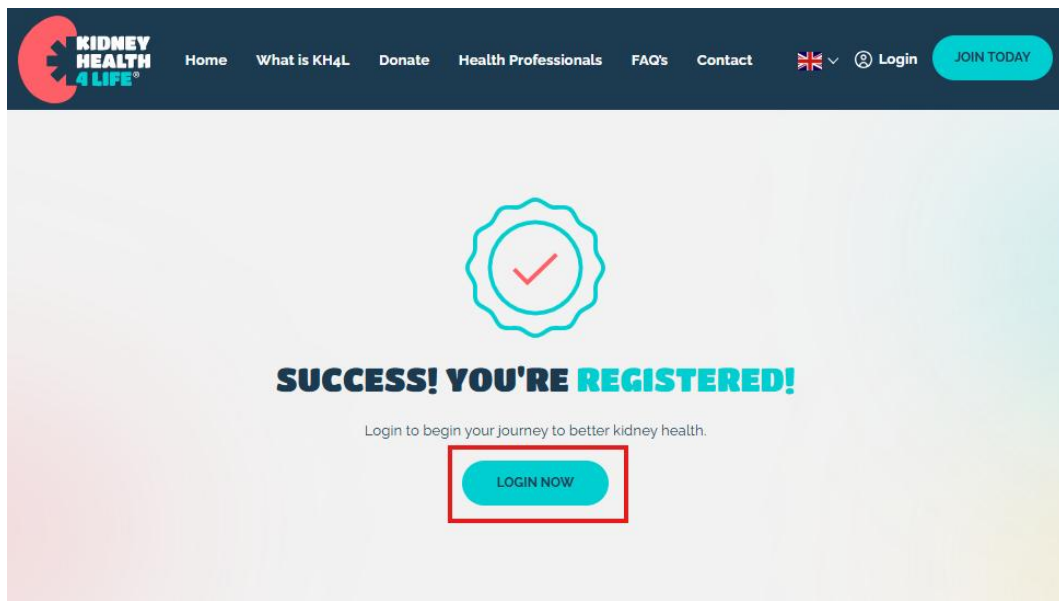 KIDNEY
HEALTH
4 LIFE®
Home What is KH4L Donate Health Professionals FAQ's Contact Login JOIN TODAY
SUCCESS! YOU'RE REGISTERED!
Login to begin your journey to better kidney health.
LOGIN NOW